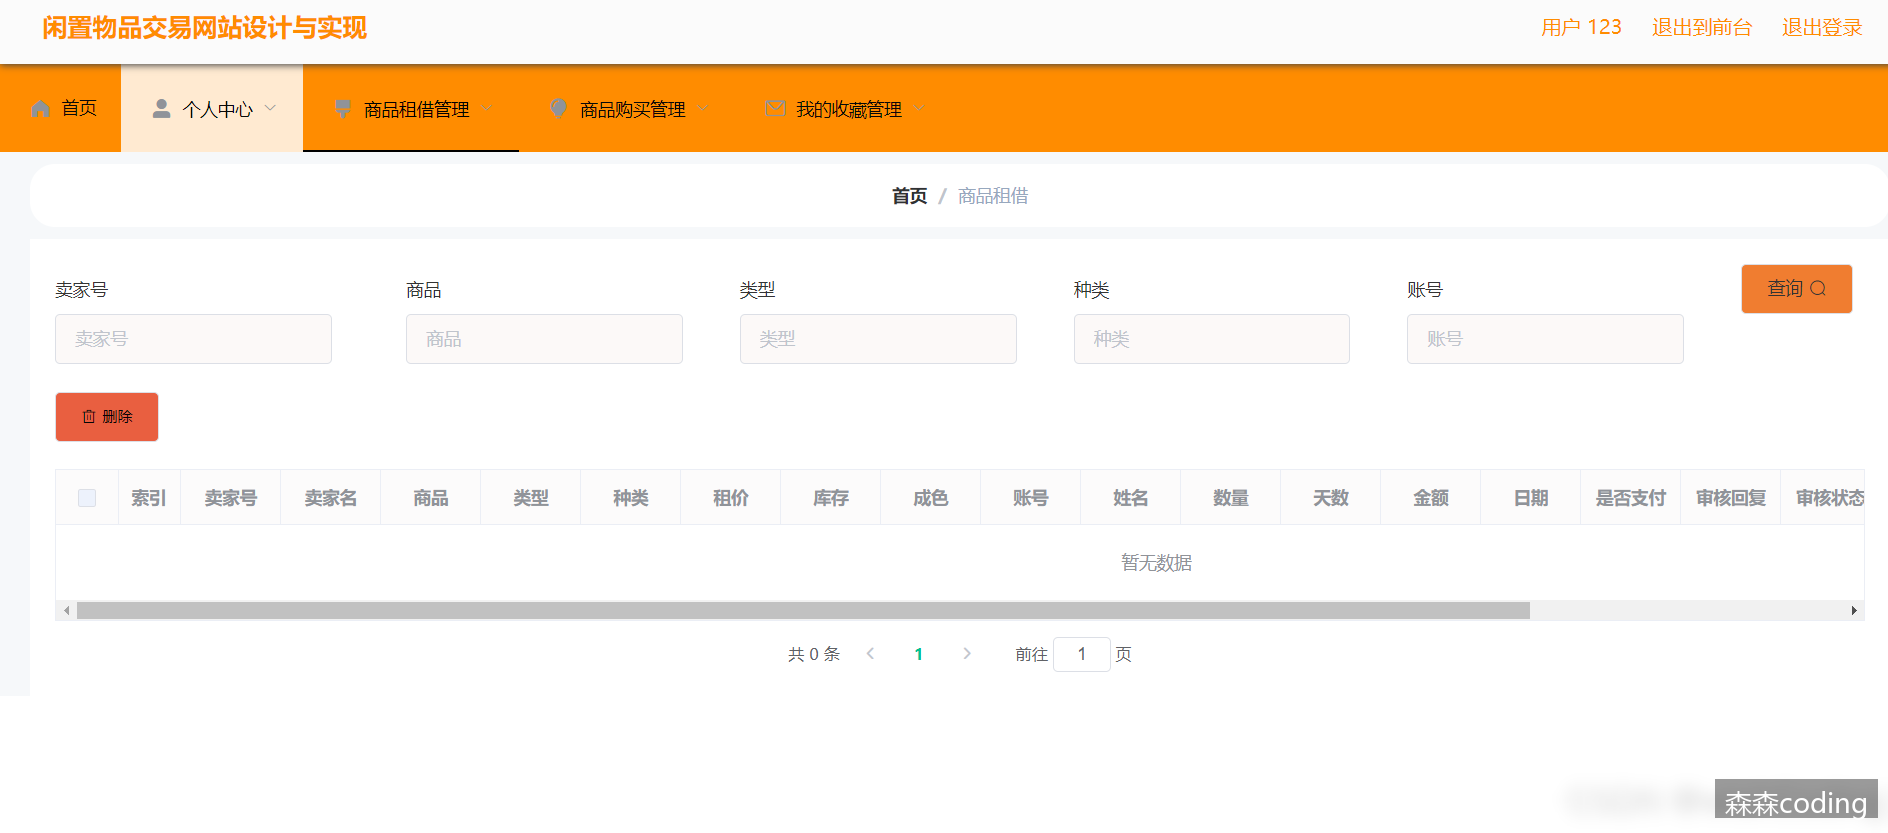 闲置物品交易网站设计与实现
用户 123 退出到前台 退出登录
首页 个人中心 商品租借管理 商品购买管理 我的收藏管理
首页 / 商品租借
卖家号 商品 类型 种类 账号 查询
卖家号 商品 类型 种类 账号
删除
索引 卖家号 卖家名 商品 类型 种类 租价 库存 成色 账号 姓名 数量 天数 金额 日期 是否支付 审核回复 审核状态
暂无数据
共 0 条 1 前往 1 页
森森coding